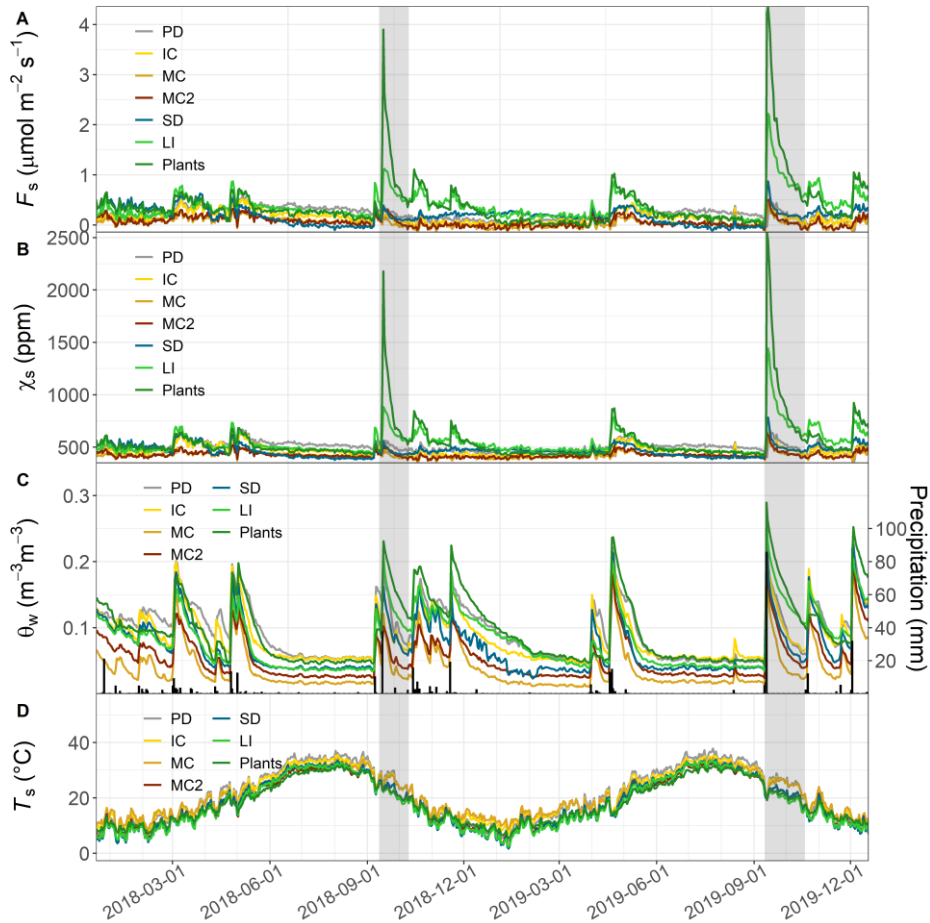 A
4
3
2
1
0
F_s (μmol m⁻² s⁻¹)
PD
IC
MC
MC2
SD
LI
Plants
B
2500
2000
1500
1000
500
χ_s (ppm)
PD
IC
MC
MC2
SD
LI
Plants
C
0.3
0.2
0.1
θ_w (m⁻³m⁻³)
PD SD
IC LI
MC Plants
MC2
100
80
60
40
20
Precipitation (mm)
D
40
20
0
T_s (°C)
PD SD
IC LI
MC Plants
MC2
2018-03-01 2018-06-01 2018-09-01 2018-12-01 2019-03-01 2019-06-01 2019-09-01 2019-12-01